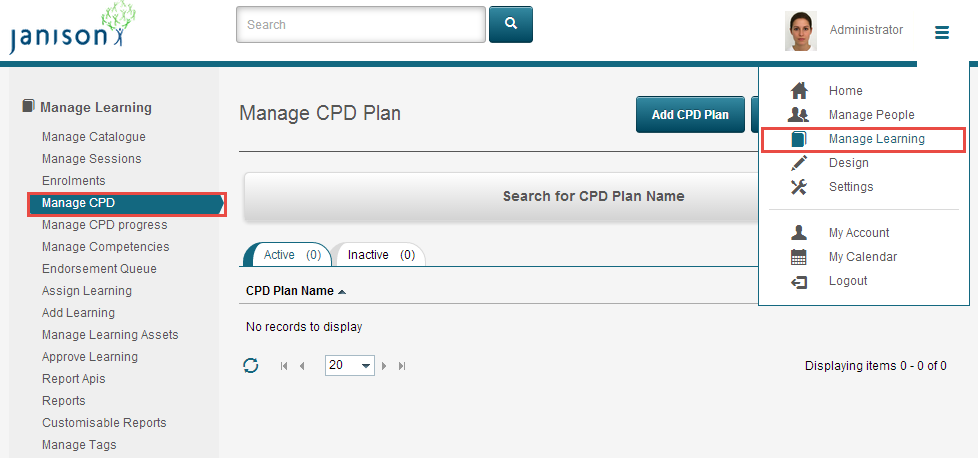 janison
Search
Administrator
Home
Manage People
Manage Learning
Design
Settings
My Account
My Calendar
Logout
Manage Learning
Manage Catalogue
Manage Sessions
Enrolments
Manage CPD
Manage CPD progress
Manage Competencies
Endorsement Queue
Assign Learning
Add Learning
Manage Learning Assets
Approve Learning
Report Apis
Reports
Customisable Reports
Manage Tags
Manage CPD Plan
Add CPD Plan
Search for CPD Plan Name
Active (0) Inactive (0)
CPD Plan Name
No records to display
20
Displaying items 0 - 0 of 0